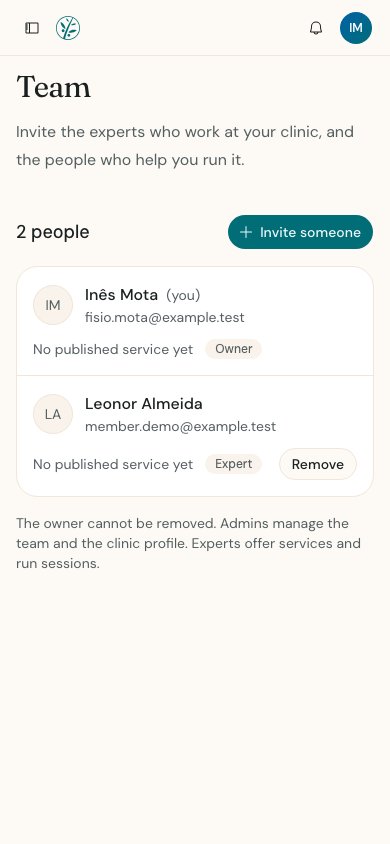 IM
Team
Invite the experts who work at your clinic, and
the people who help you run it.
2 people
Invite someone
IM
Inês Mota (you)
fisio.mota@example.test
No published service yet Owner
LA
Leonor Almeida
member.demo@example.test
No published service yet Expert Remove
The owner cannot be removed. Admins manage the
team and the clinic profile. Experts offer services and
run sessions.